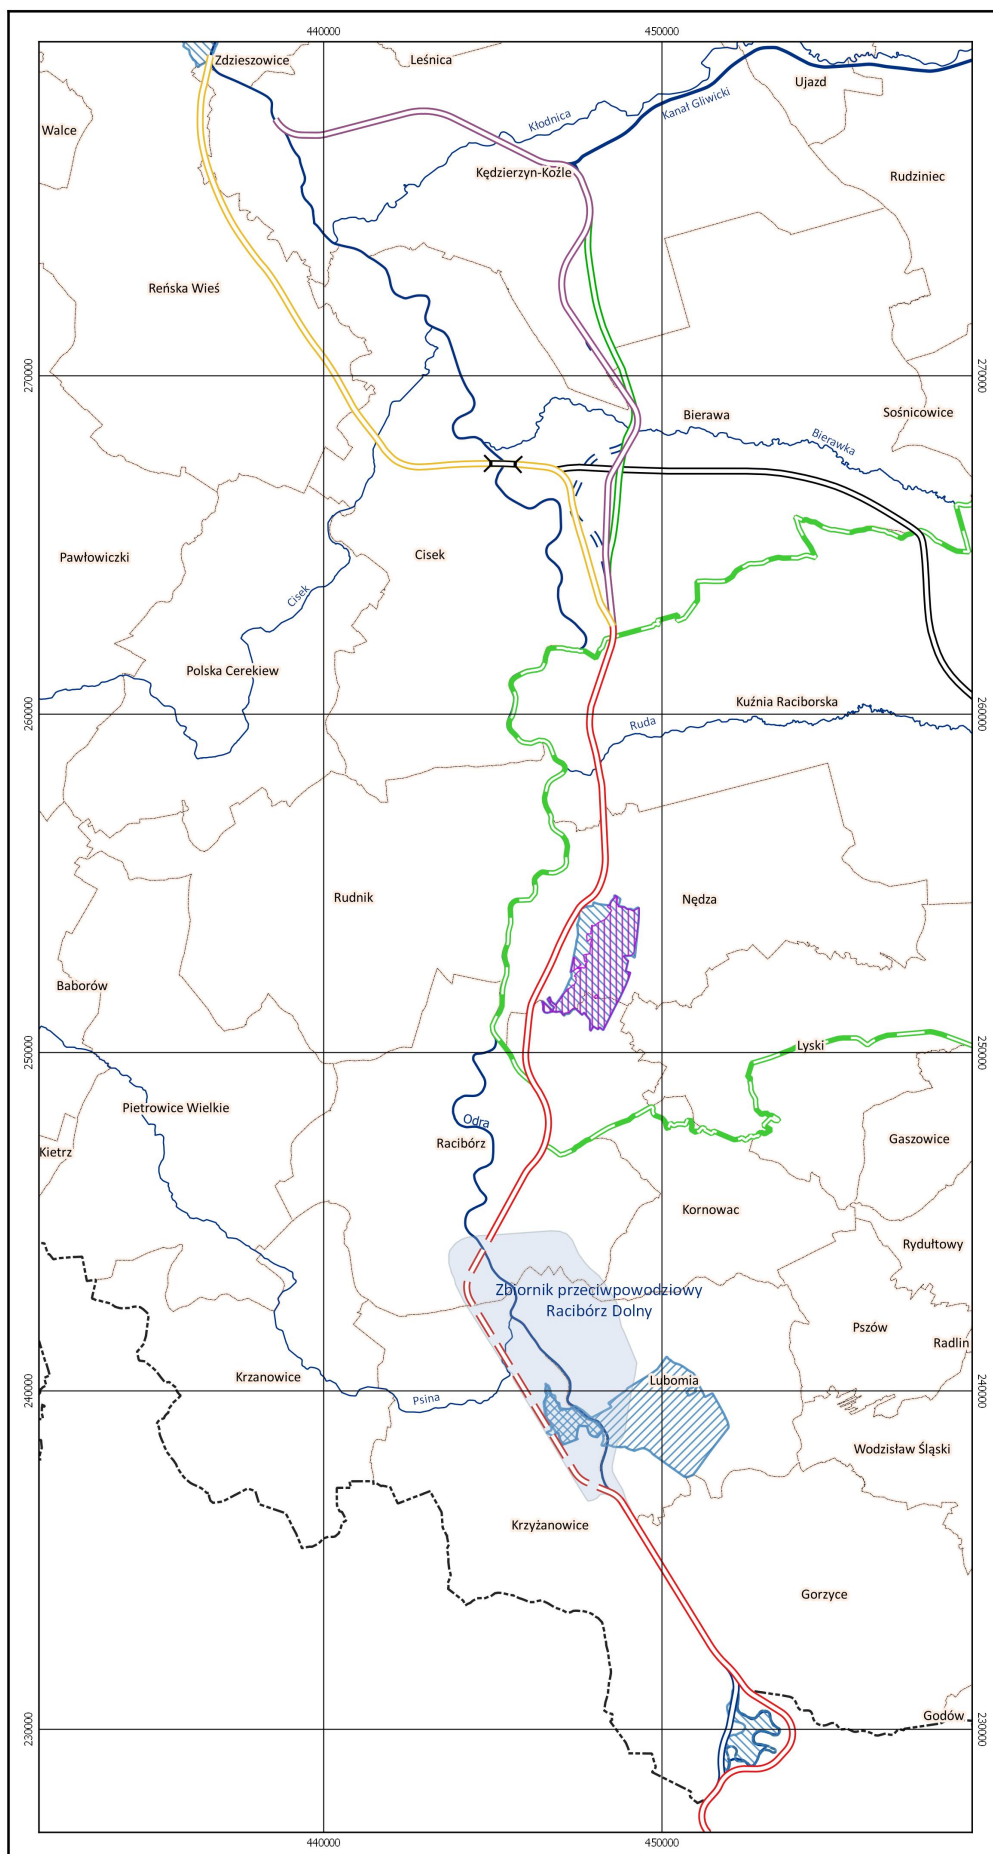 440000
450000
Zdzieszowice
Leśnica
Ujazd
Kanał Gliwicki
Kłodnica
Walce
Kędzierzyn-Koźle
Rudziniec
Reńska Wieś
270000
270000
Bierawa
Sośnicowice
Bierawka
Pawłowiczki
Cisek
Cisek
Polska Cerekiew
Kuźnia Raciborska
260000
260000
Ruda
Rudnik
Nędza
Baborów
250000
250000
Lyski
Pietrowice Wielkie
Odra
Racibórz
Gaszowice
Kietrz
Kornowac
Rydułtowy
Zbiornik przeciwpowodziowy
Racibórz Dolny
Pszów
Radlin
Krzanowice
Lubomia
240000
240000
Psina
Wodzisław Śląski
Krzyżanowice
Gorzyce
Godów
230000
230000
440000
450000